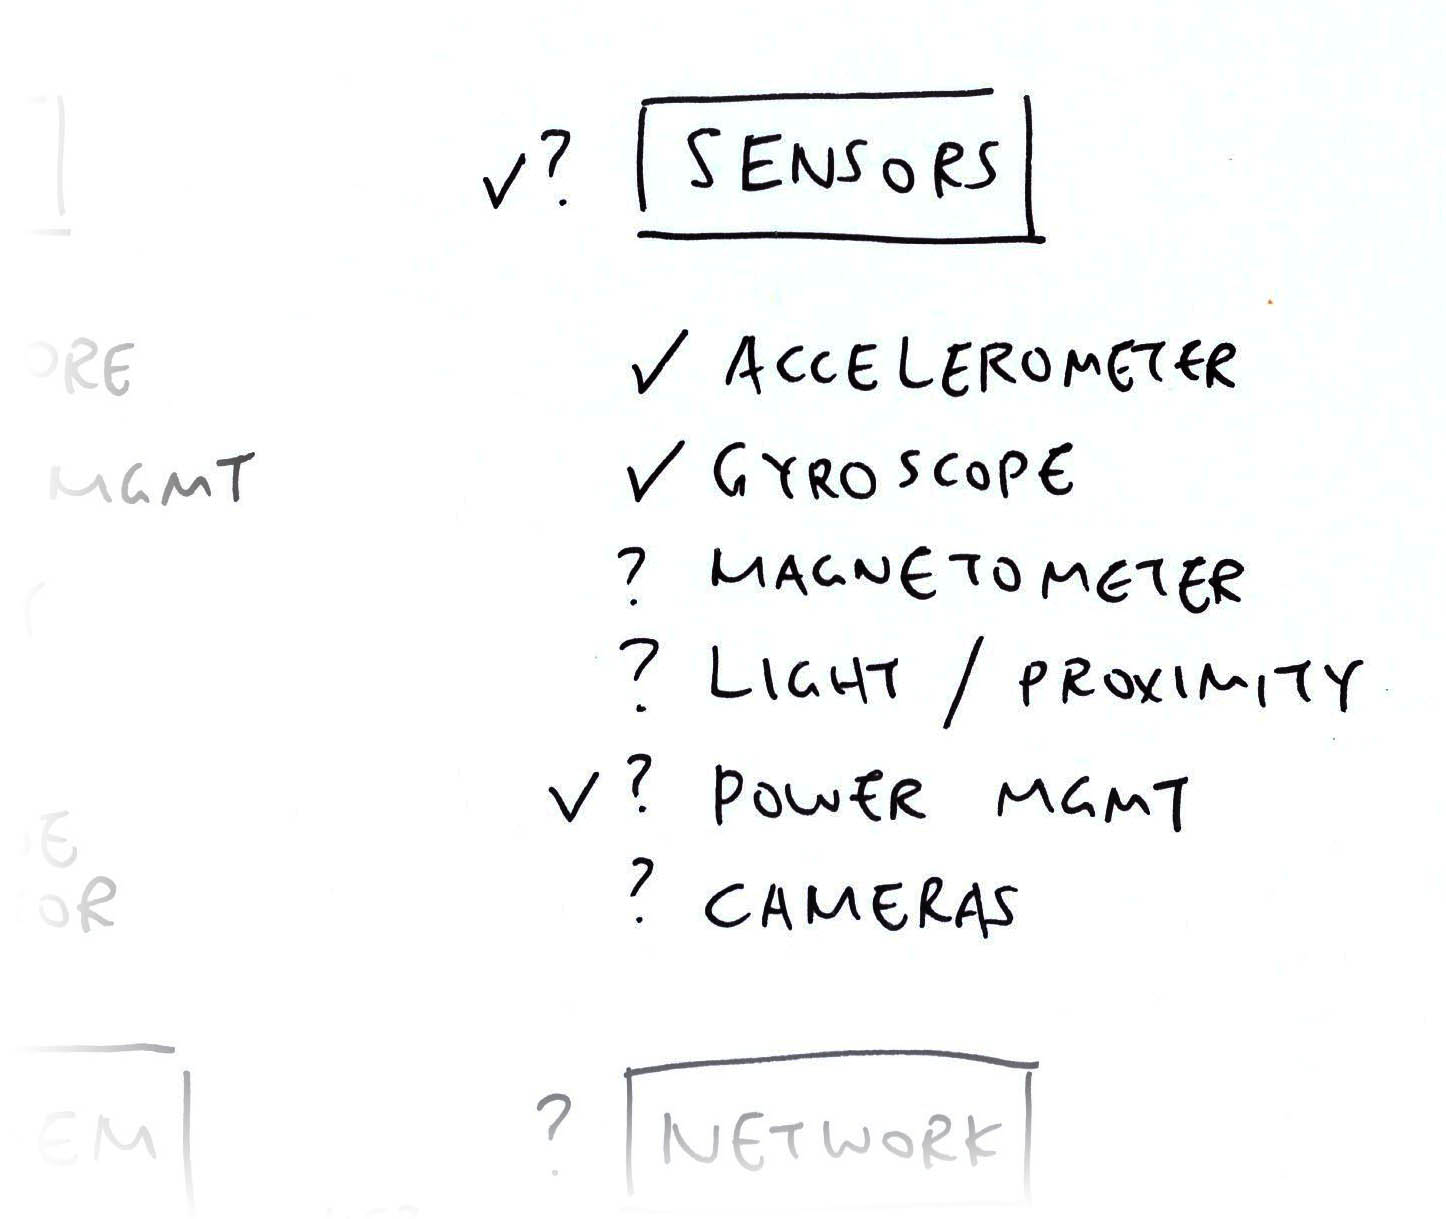 ✓? SENSORS
ORE
✓ ACCELEROMETER
MGMT
✓ GYROSCOPE
? MAGNETOMETER
? LIGHT / PROXIMITY
✓? POWER MGMT
E
OR
? CAMERAS
EM
? NETWORK